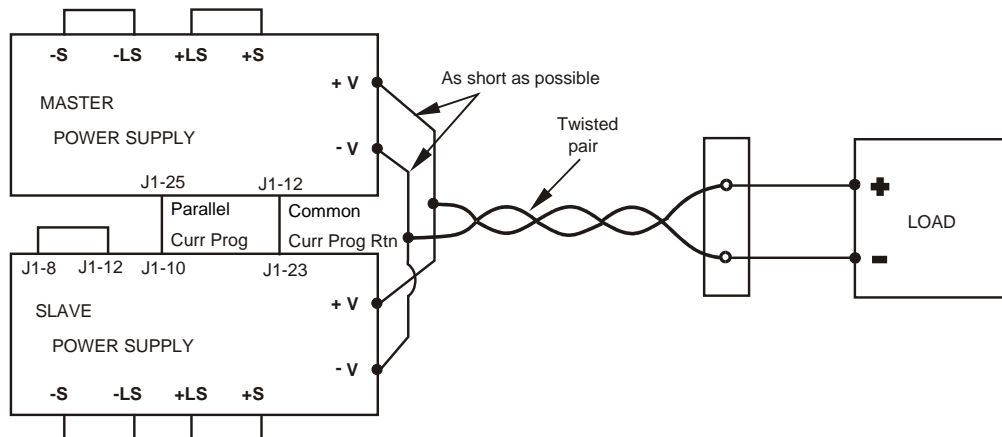 -S -LS +LS +S
+ V
As short as possible
MASTER
POWER SUPPLY
Twisted
pair
- V
J1-25 J1-12
+
LOAD
-
Parallel Common
Curr Prog Curr Prog Rtn
J1-8 J1-12 J1-10 J1-23
+ V
SLAVE
POWER SUPPLY
- V
-S -LS +LS +S